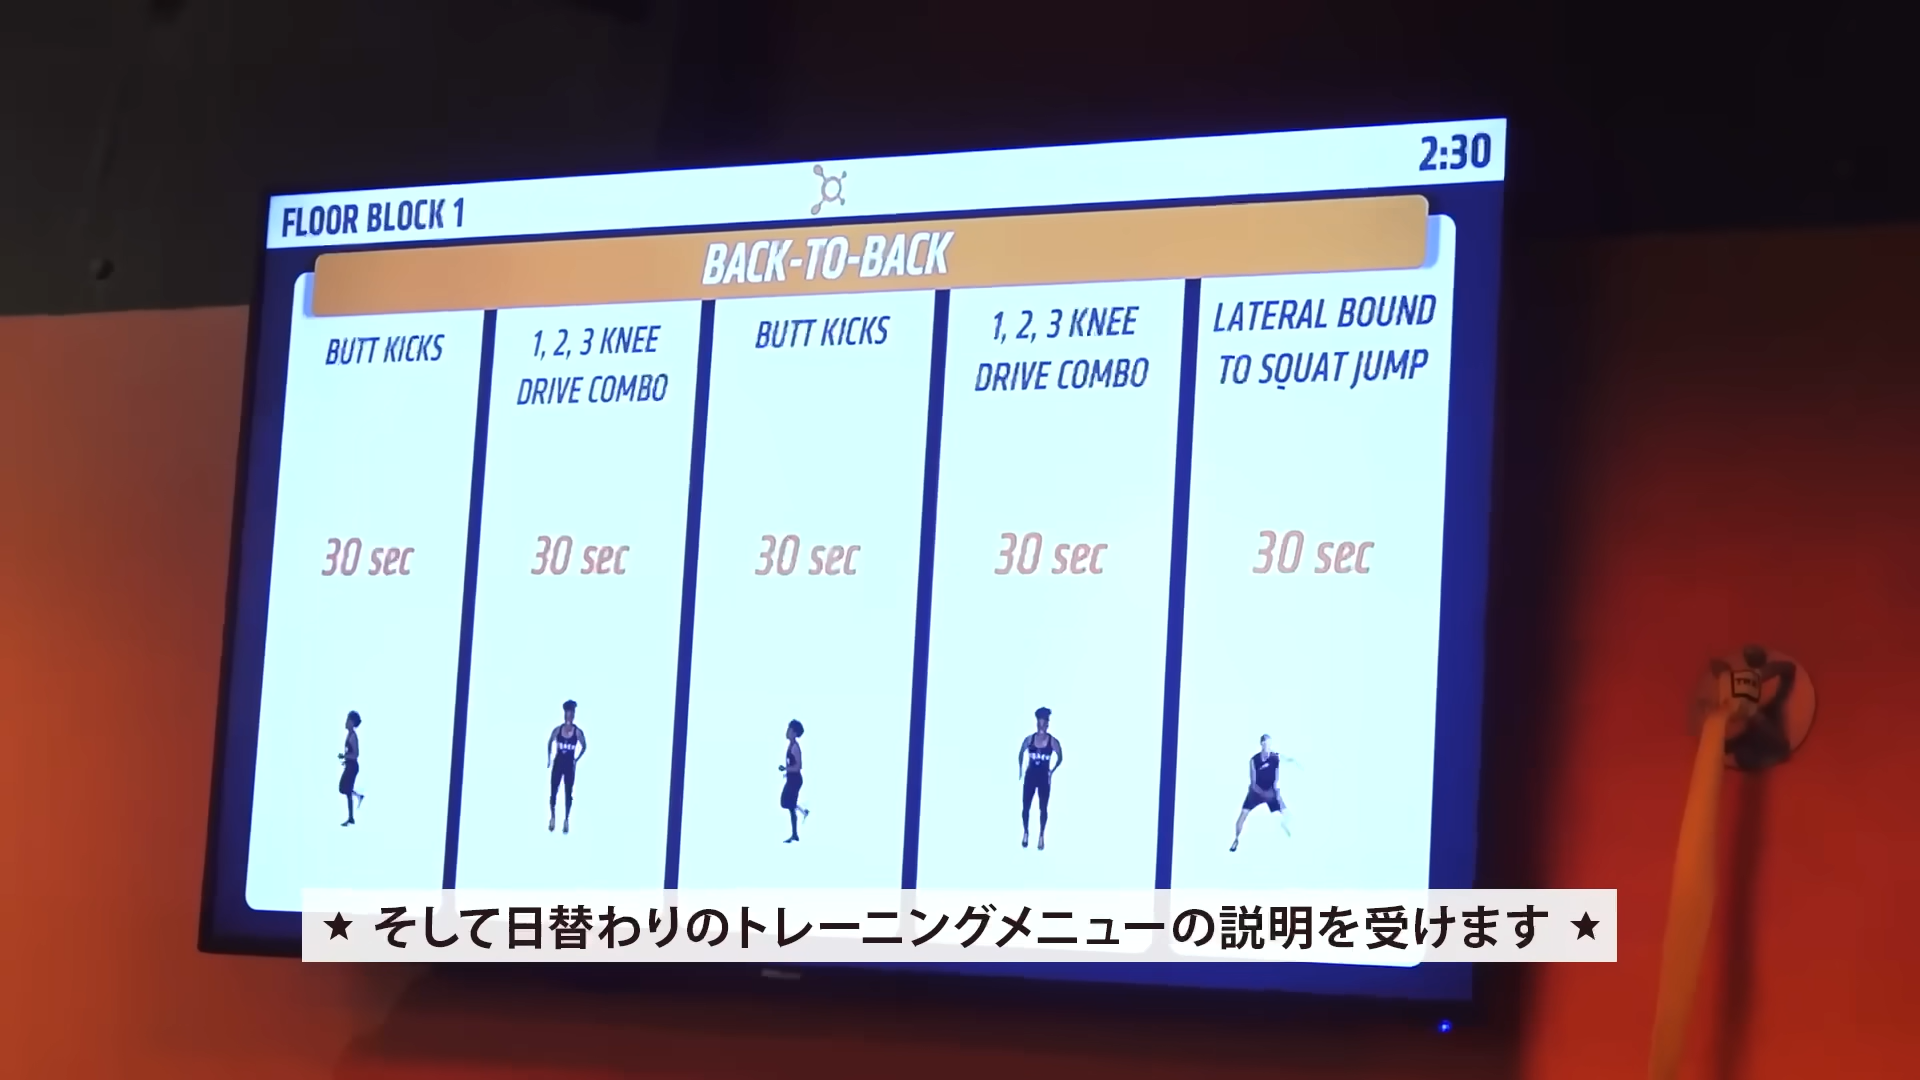 FLOOR BLOCK 1
2:30
BACK-TO-BACK
BUTT KICKS
30 sec
1, 2, 3 KNEE
DRIVE COMBO
30 sec
BUTT KICKS
30 sec
1, 2, 3 KNEE
DRIVE COMBO
30 sec
LATERAL BOUND
TO SQUAT JUMP
30 sec
★ そして日替わりのトレーニングメニューの説明を受けます ★